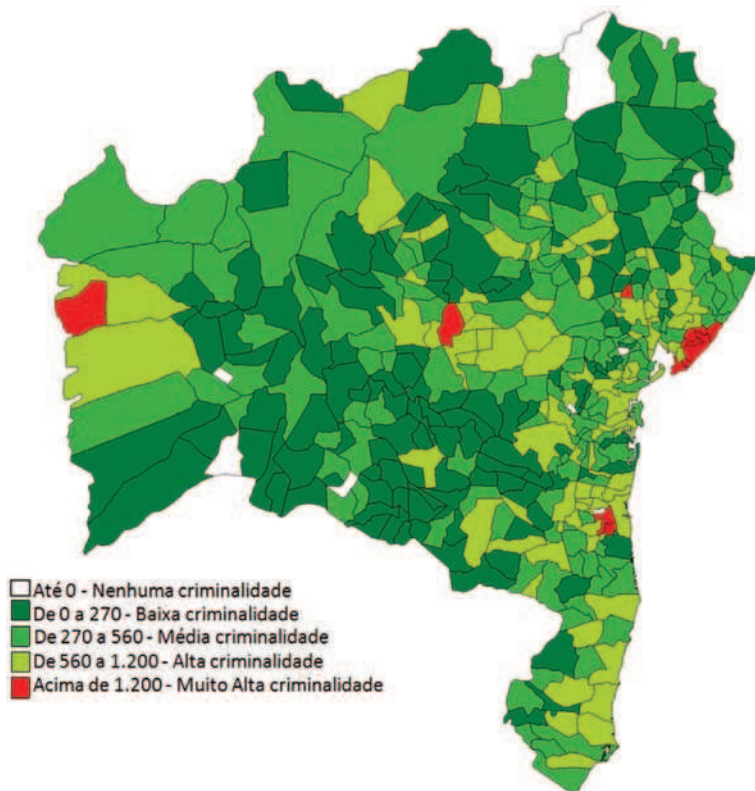 Até 0 - Nenhuma criminalidade
De 0 a 270 - Baixa criminalidade
De 270 a 560 - Média criminalidade
De 560 a 1.200 - Alta criminalidade
Acima de 1.200 - Muito Alta criminalidade